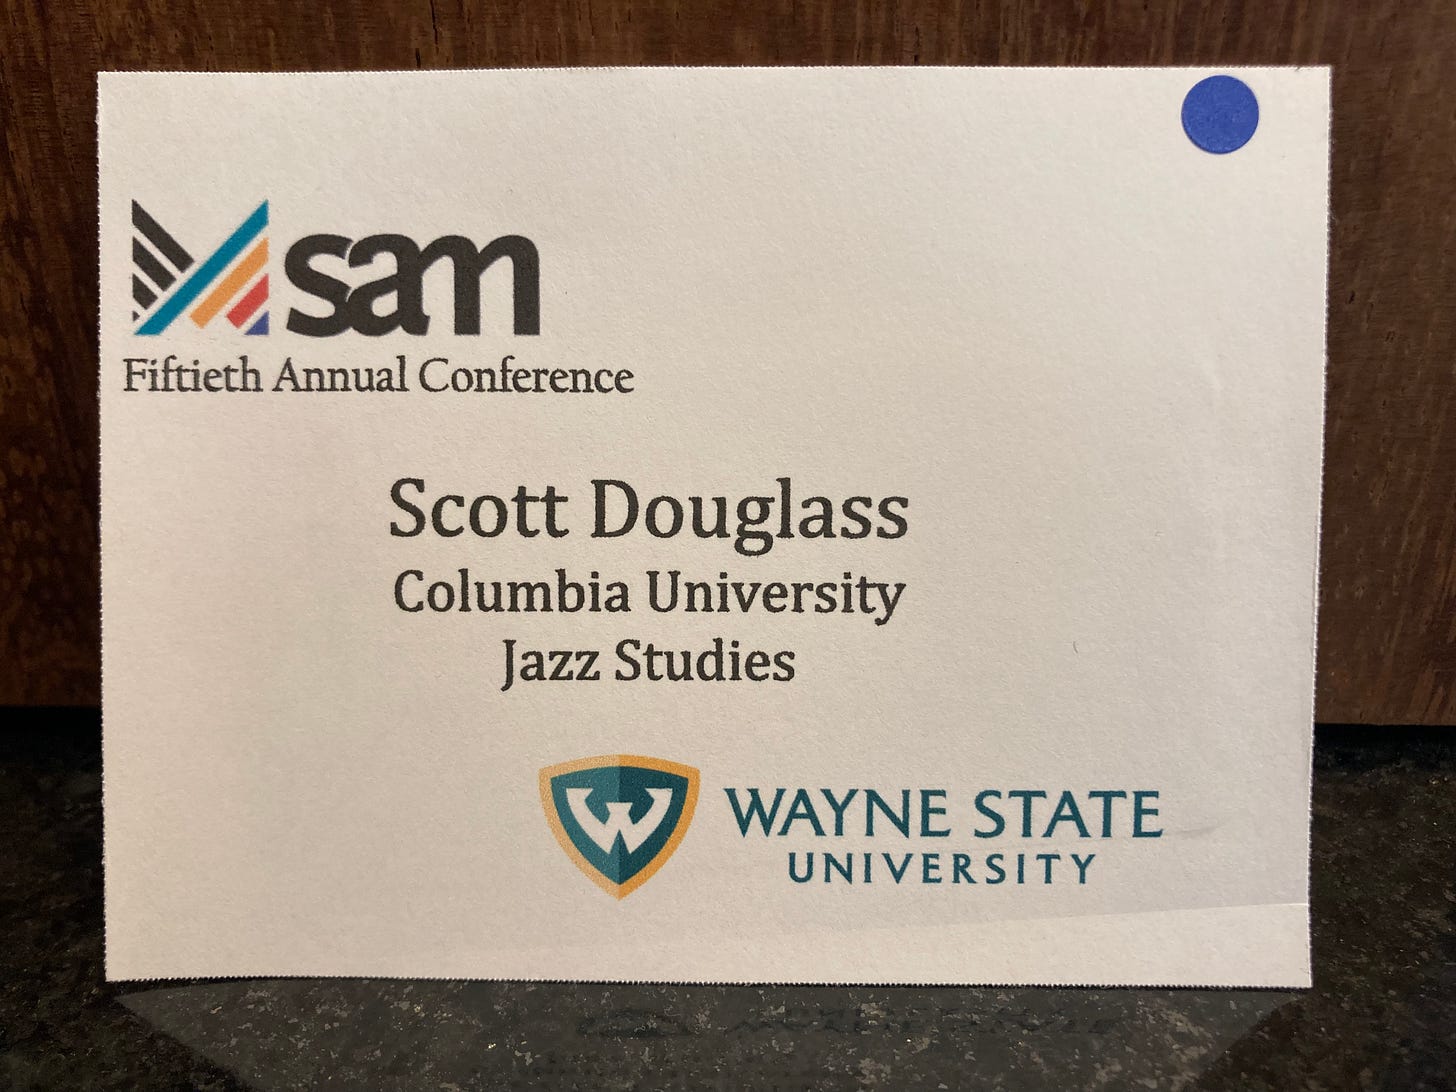 sam
Fiftieth Annual Conference
Scott Douglass
Columbia University
Jazz Studies
W
WAYNE STATE
UNIVERSITY